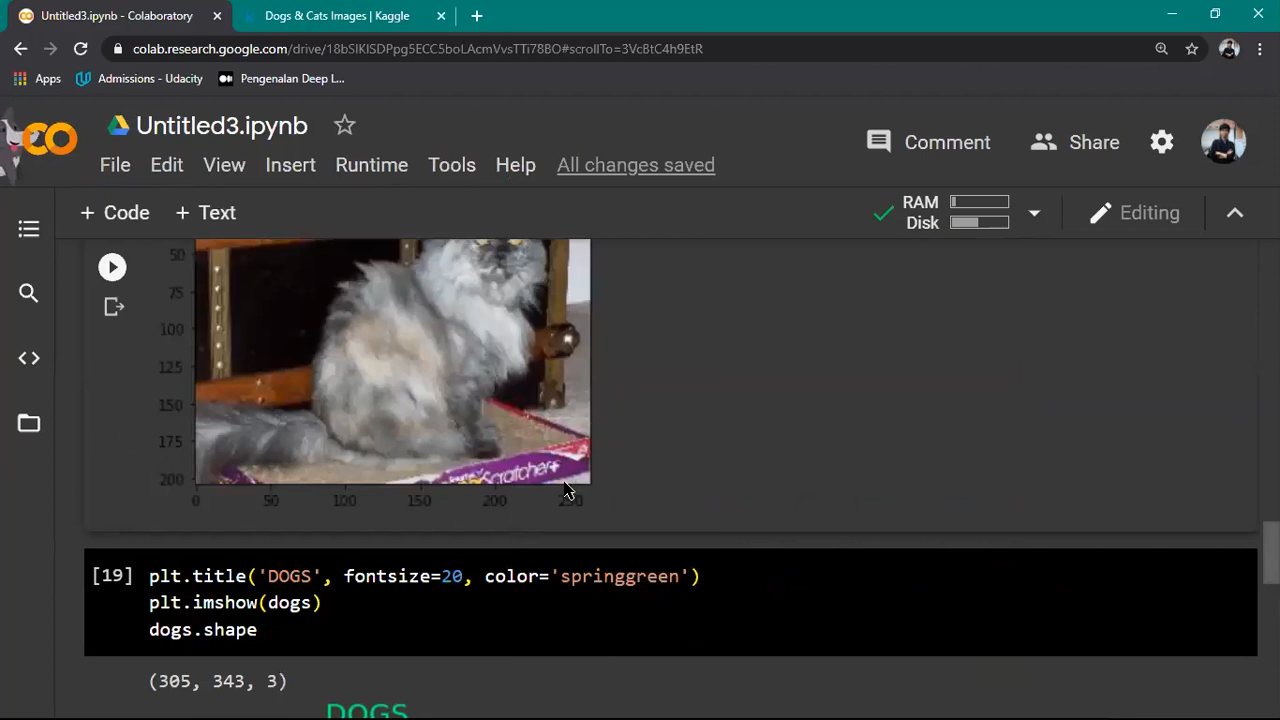 Untitled3.ipynb - Colaboratory
Dogs & Cats Images | Kaggle
colab.research.google.com/drive/18bSlKlSDPpg5ECC5boLAcmVvsTTi78BO#scrollTo=3VcBtC4h9EtR
Apps Admissions - Udacity Pengenalan Deep L...
Untitled3.ipynb
Comment Share
File Edit View Insert Runtime Tools Help All changes saved
+ Code + Text
RAM
Disk
Editing
50
75
100
125
150
175
200
Scratcher+
0 50 100 150 200 250
[19] plt.title('DOGS', fontsize=20, color='springgreen')
plt.imshow(dogs)
dogs.shape
(305, 343, 3)
DOGS